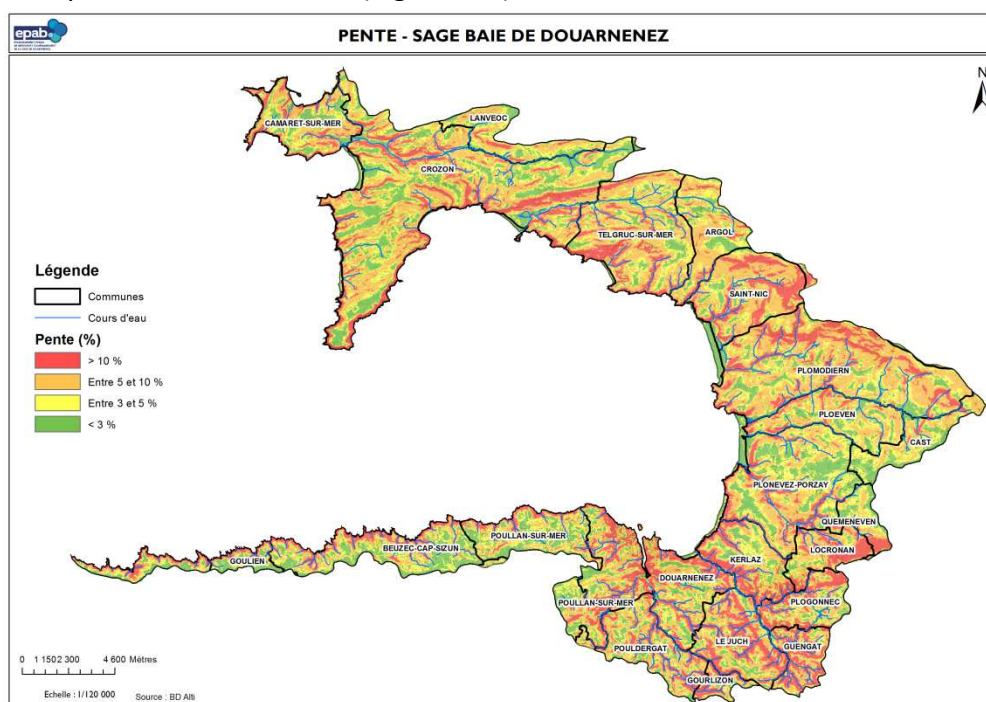 epab
PENTE - SAGE BAIE DE DOUARNENEZ
N
CAMARET-SUR-MER
LANVEOC
CROZON
TELGRUC-SUR-MER
ARGOL
SAINT-NIC
Légende
Communes
Cours d'eau
Pente (%)
> 10 %
Entre 5 et 10 %
Entre 3 et 5 %
< 3 %
PLOMODIERN
PLOEVEN
CAST
PLONEVEZ-PORZAY
QUEMENEVEN
LOCRONAN
POULLAN-SUR-MER
BEUZEC-CAP-SIZUN
GOULIEN
KERLAZ
DOUARNENEZ
PLOGONNEC
POULLAN-SUR-MER
LE JUCH
GUENGAT
POULDERGAT
GOURLIZON
0 1 1502 300 4 600 Mètres
Echelle : 1/120 000
Source : BD Alti